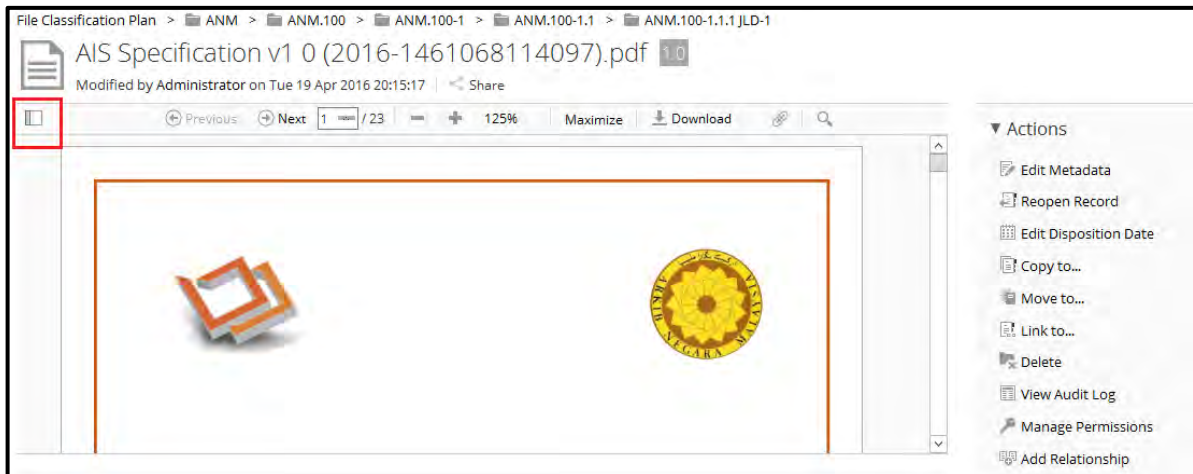 File Classification Plan > ANM > ANM.100 > ANM.100-1 > ANM.100-1.1 > ANM.100-1.1.1 JLD-1
AIS Specification v1 0 (2016-1461068114097).pdf 1.0
Modified by Administrator on Tue 19 Apr 2016 20:15:17 Share
Previous Next 1 / 23 125% Maximize Download
Actions
Edit Metadata
Reopen Record
Edit Disposition Date
Copy to...
Move to...
Link to...
Delete
View Audit Log
Manage Permissions
Add Relationship
ARKIB NEGARA MALAYSIA